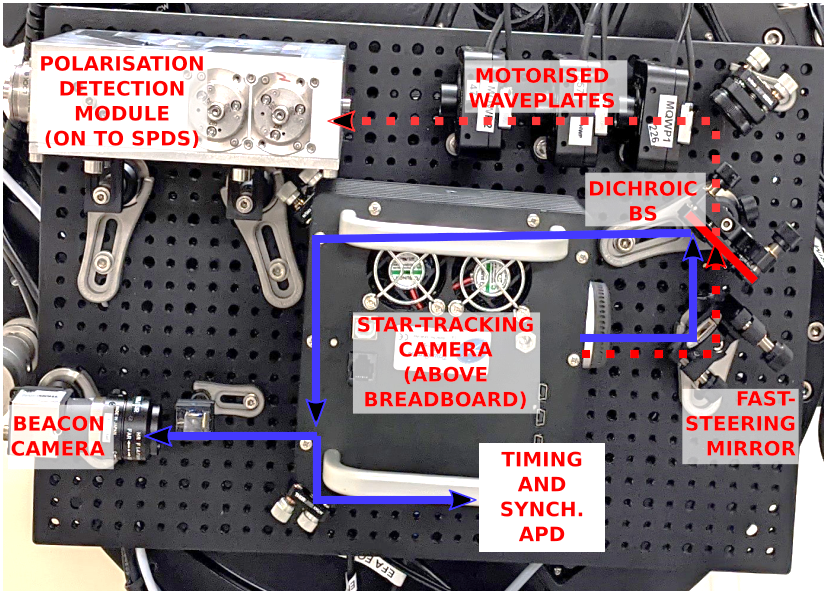 POLARISATION
DETECTION
MODULE
(ON TO SPDS)
MOTORISED
WAVEPLATES
MQWP1
226
DICHROIC
BS
STAR-TRACKING
CAMERA
(ABOVE
BREADBOARD)
BEACON
CAMERA
FAST-
STEERING
MIRROR
TIMING
AND
SYNCH.
APD